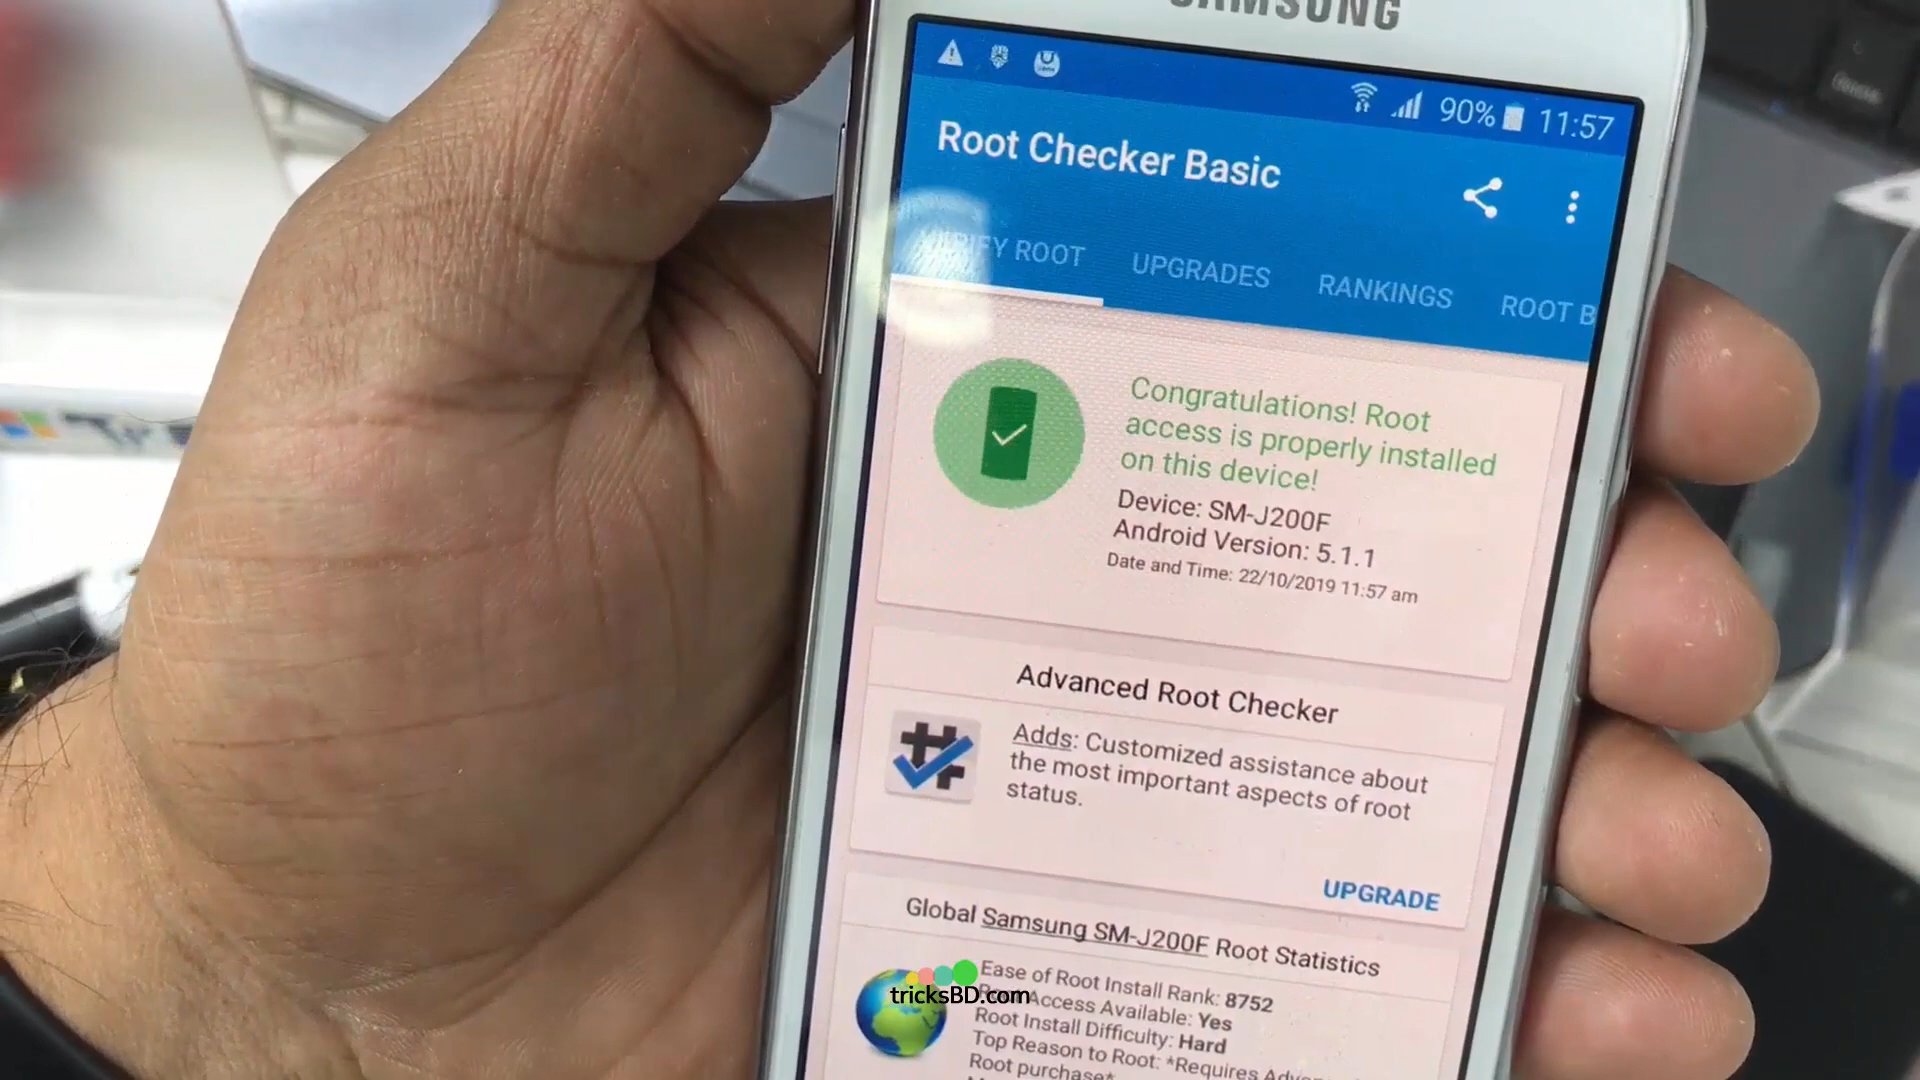 SAMSUNG
90% 11:57
Root Checker Basic
VERIFY ROOT UPGRADES RANKINGS ROOT B
Congratulations! Root
access is properly installed
on this device!
Device: SM-J200F
Android Version: 5.1.1
Date and Time: 22/10/2019 11:57 am
Advanced Root Checker
Adds: Customized assistance about
the most important aspects of root
status.
UPGRADE
Global Samsung SM-J200F Root Statistics
Ease of Root Install Rank: 8752
Root Access Available: Yes
Root Install Difficulty: Hard
Top Reason to Root: *Requires
Root purchase*
tricksBD.com